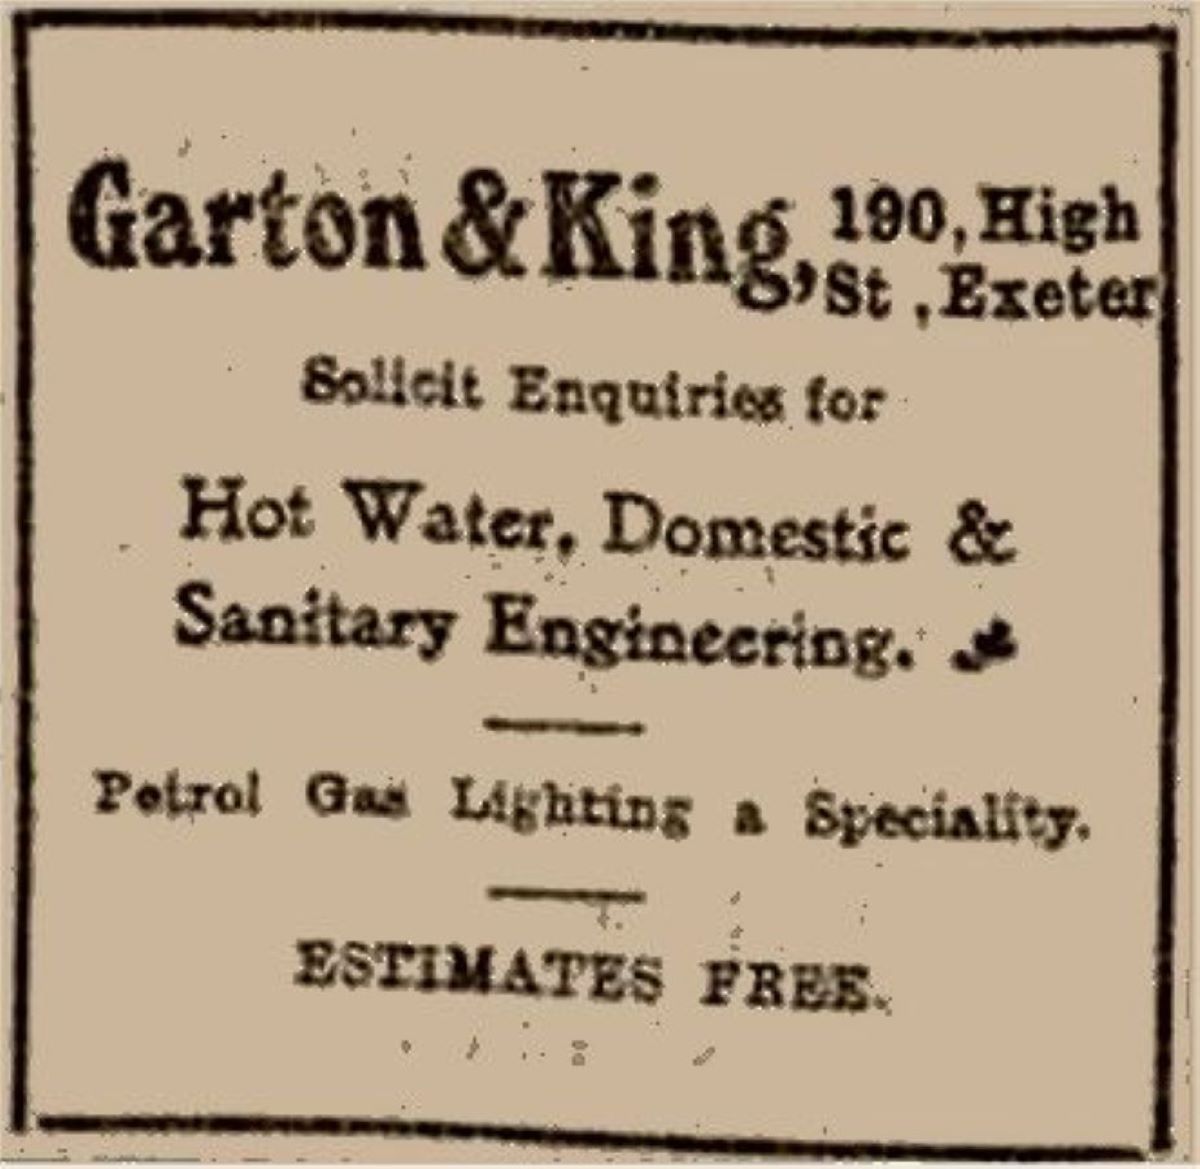 Garton & King, 190, High
St, Exeter
Solicit Enquiries for
Hot Water, Domestic &
Sanitary Engineering.
Petrol Gas Lighting a Speciality.
ESTIMATES FREE.